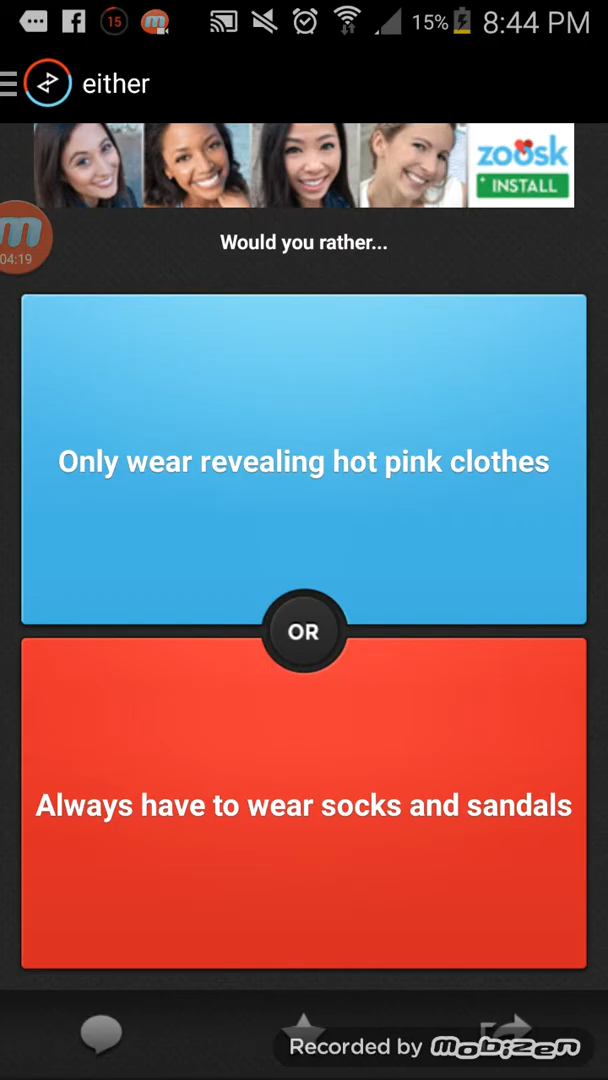 15
15%
8:44 PM
either
zoosk
INSTALL
04:19
Would you rather...
Only wear revealing hot pink clothes
OR
Always have to wear socks and sandals
Recorded by mobizen